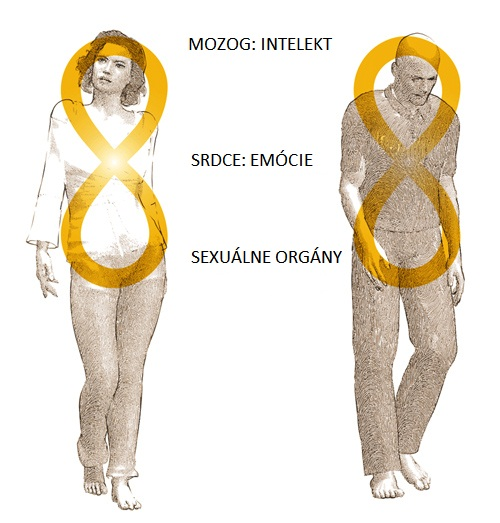 MOZOG: INTELEKT
SRDCE: EMÓCIE
SEXUÁLNE ORGÁNY